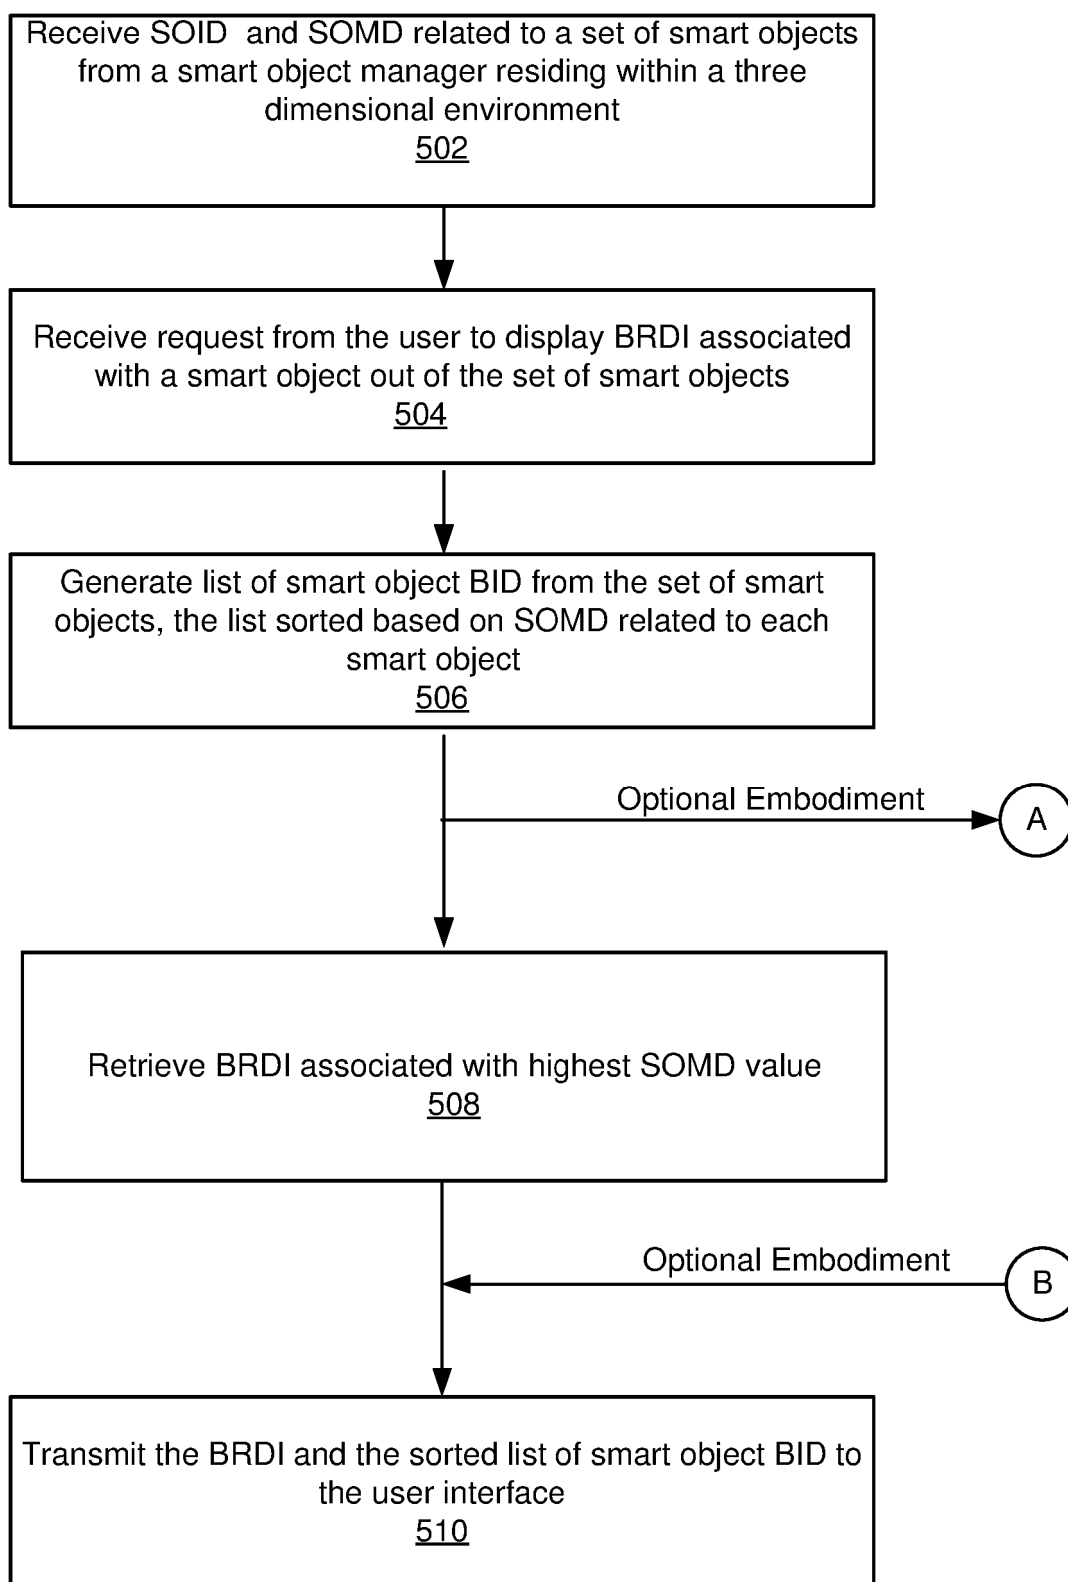 Receive SOID and SOMD related to a set of smart objects
from a smart object manager residing within a three
dimensional environment
502
Receive request from the user to display BRDI associated
with a smart object out of the set of smart objects
504
Generate list of smart object BID from the set of smart
objects, the list sorted based on SOMD related to each
smart object
506
Optional Embodiment
A
Retrieve BRDI associated with highest SOMD value
508
Optional Embodiment
B
Transmit the BRDI and the sorted list of smart object BID to
the user interface
510